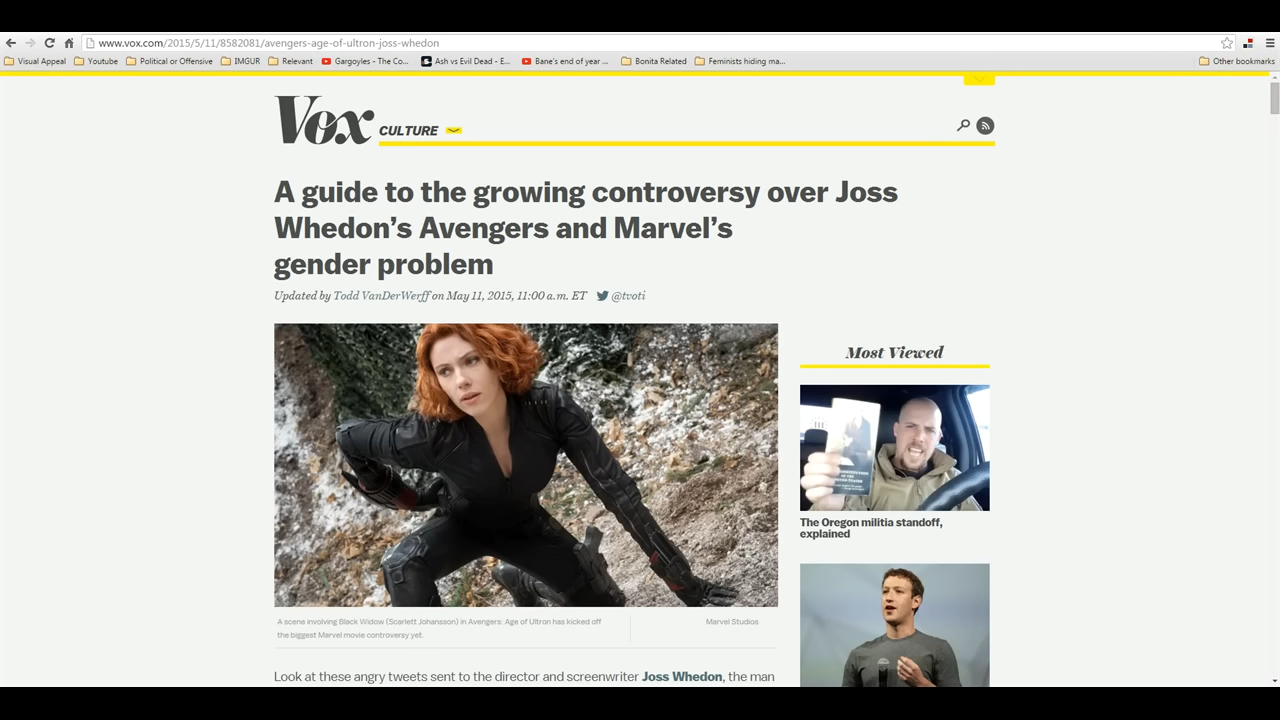 www.vox.com/2015/5/11/8582081/avengers-age-of-ultron-joss-whedon
Visual Appeal Youtube Political or Offensive IMGUR Relevant Gargoyles - The Co... Ash vs Evil Dead - E... Bane's end of year ... Bonita Related Feminists hiding ma... Other bookmarks
Vox CULTURE
A guide to the growing controversy over Joss
Whedon's Avengers and Marvel's
gender problem
Updated by Todd VanDerWerff on May 11, 2015, 11:00 a.m. ET @tvoti
A scene involving Black Widow (Scarlett Johansson) in Avengers: Age of Ultron has kicked off
the biggest Marvel movie controversy yet.
Marvel Studios
Look at these angry tweets sent to the director and screenwriter Joss Whedon, the man
Most Viewed
The Oregon militia standoff,
explained